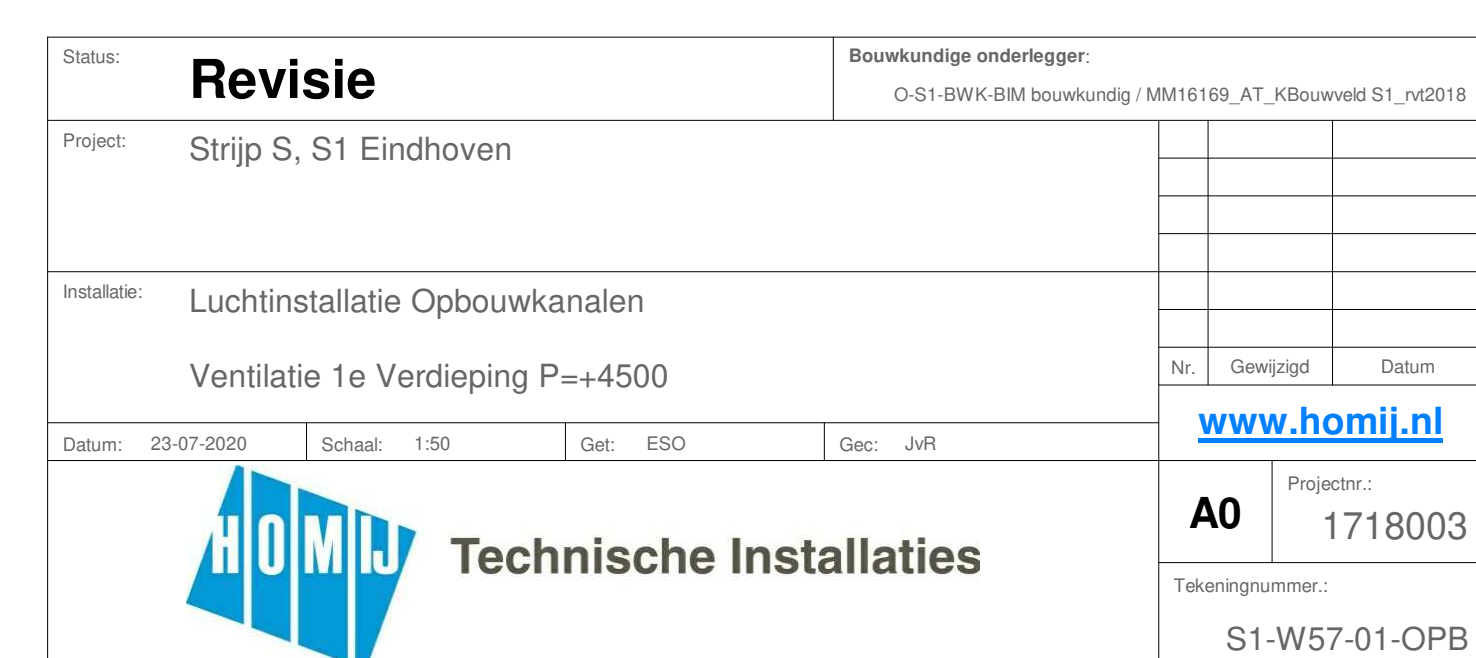 Status:
Revisie
Bouwkundige onderlegger:
O-S1-BWK-BIM bouwkundig / MM16169_AT_KBouwveld S1_rvt2018
Project:
Strijp S, S1 Eindhoven
Installatie:
Luchtinstallatie Opbouwkanalen
Ventilatie 1e Verdieping P=+4500
Nr. Gewijzigd Datum
www.homij.nl
Datum: 23-07-2020 Schaal: 1:50 Get: ESO Gec: JvR
HOMIJ
Technische Installaties
A0
Projectnr.:
1718003
Tekeningnummer.:
S1-W57-01-OPB